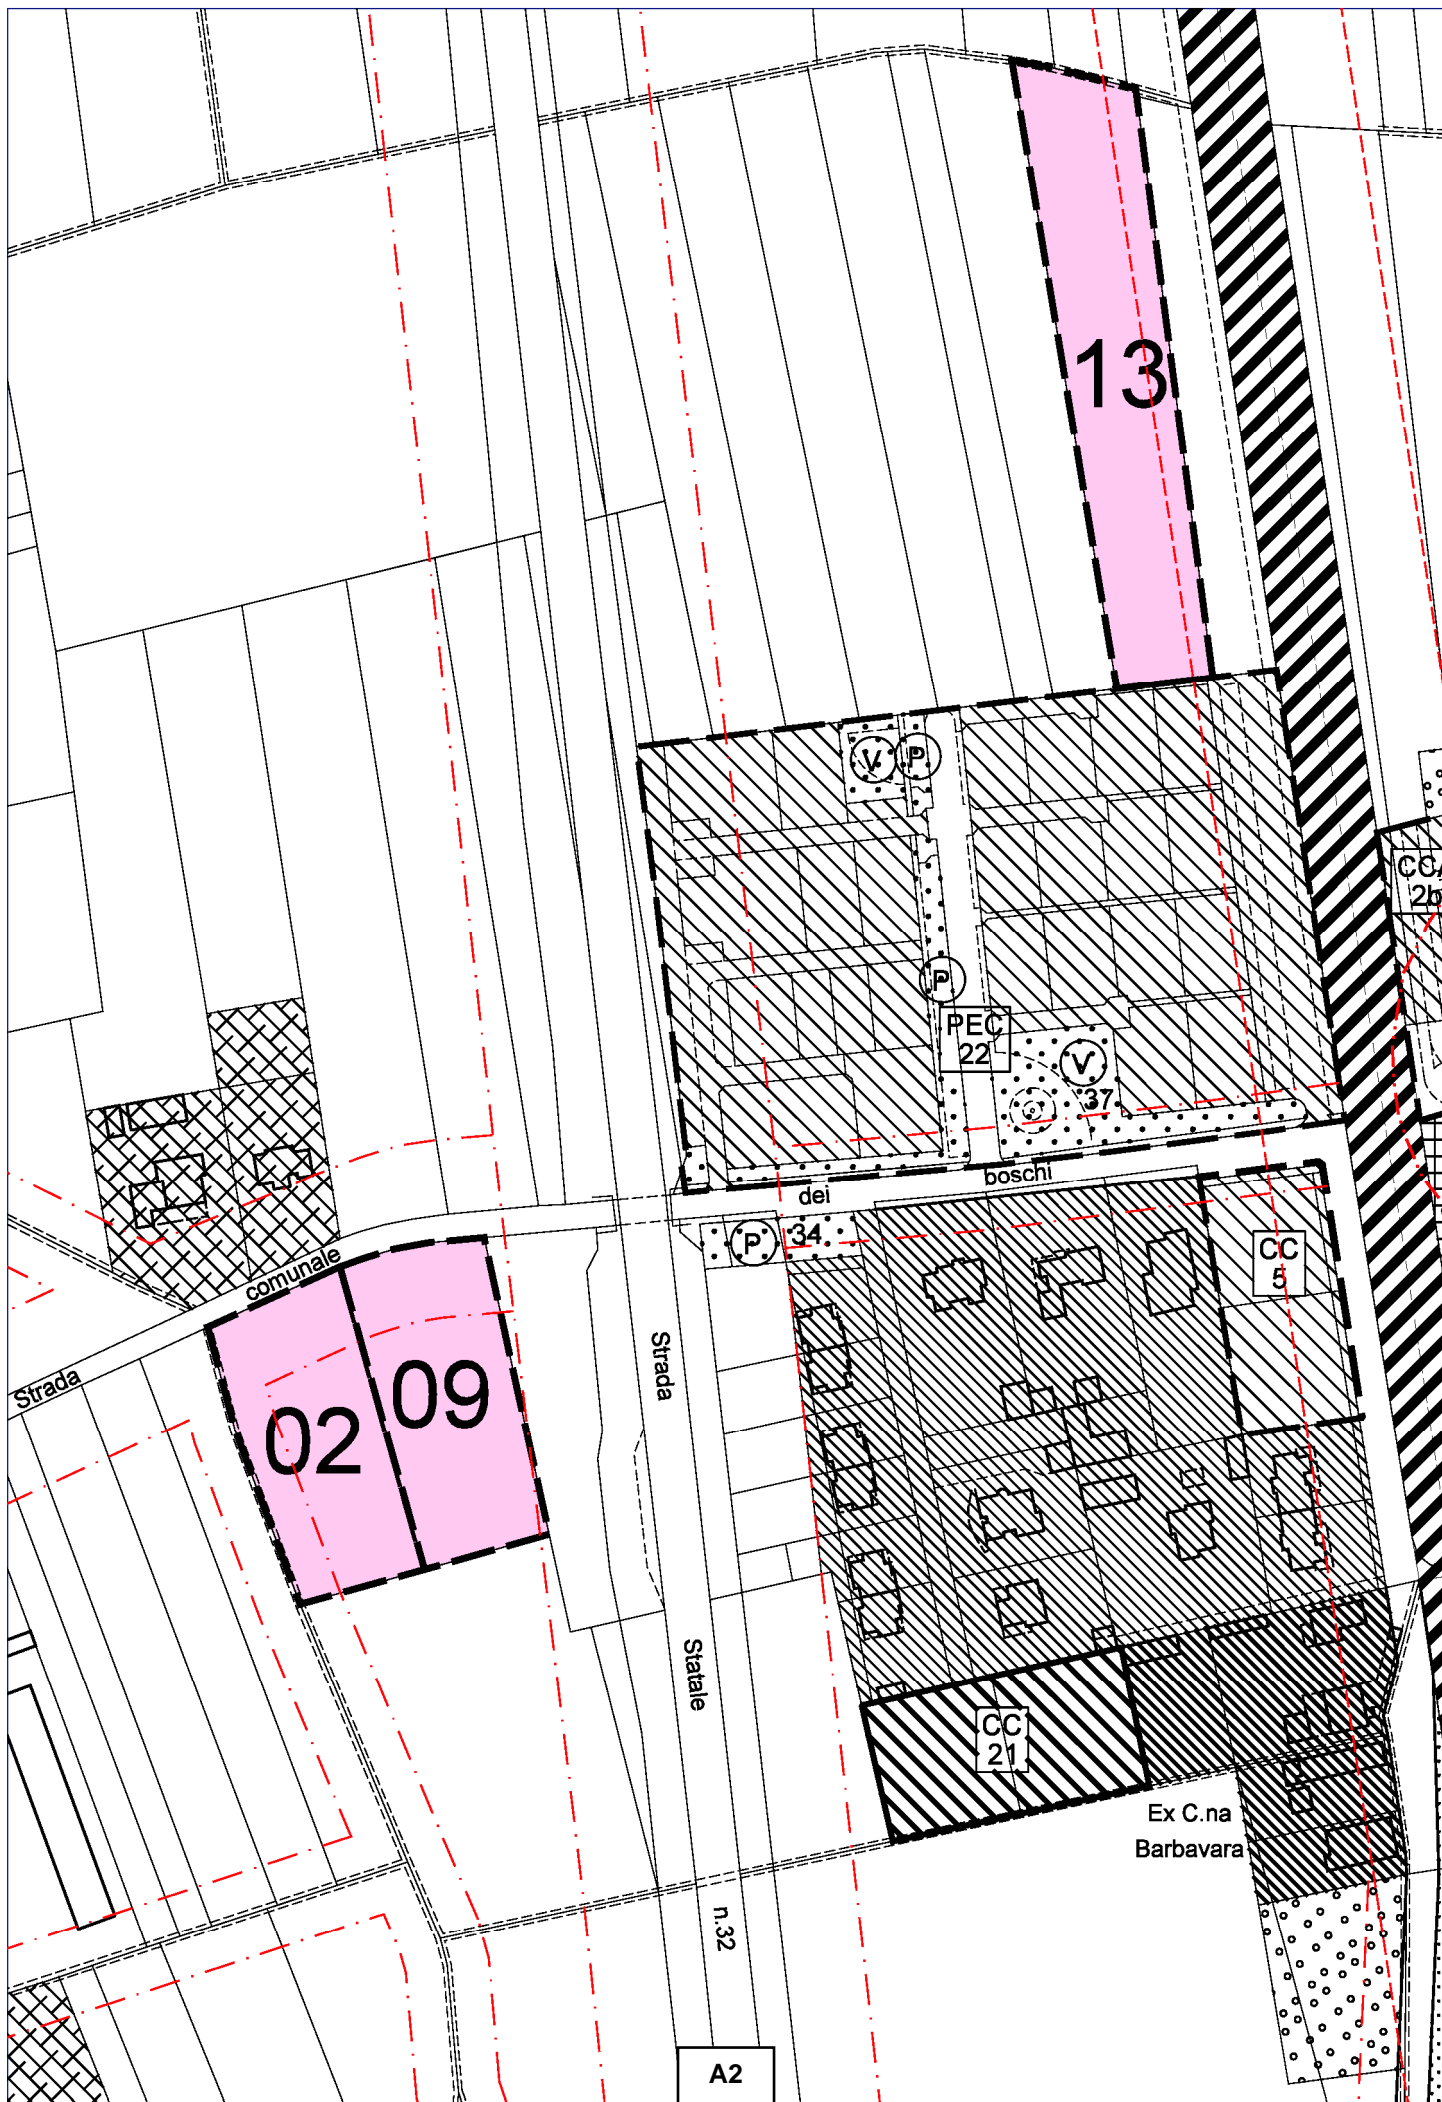 13
V
P
CCA
2b
P
PEC
22
V
37
boschi
dei
34
P
comunale
CC
5
Strada
Strada
09
02
Statale
CC
21
Ex C.na
Barbavara
n.32
A2